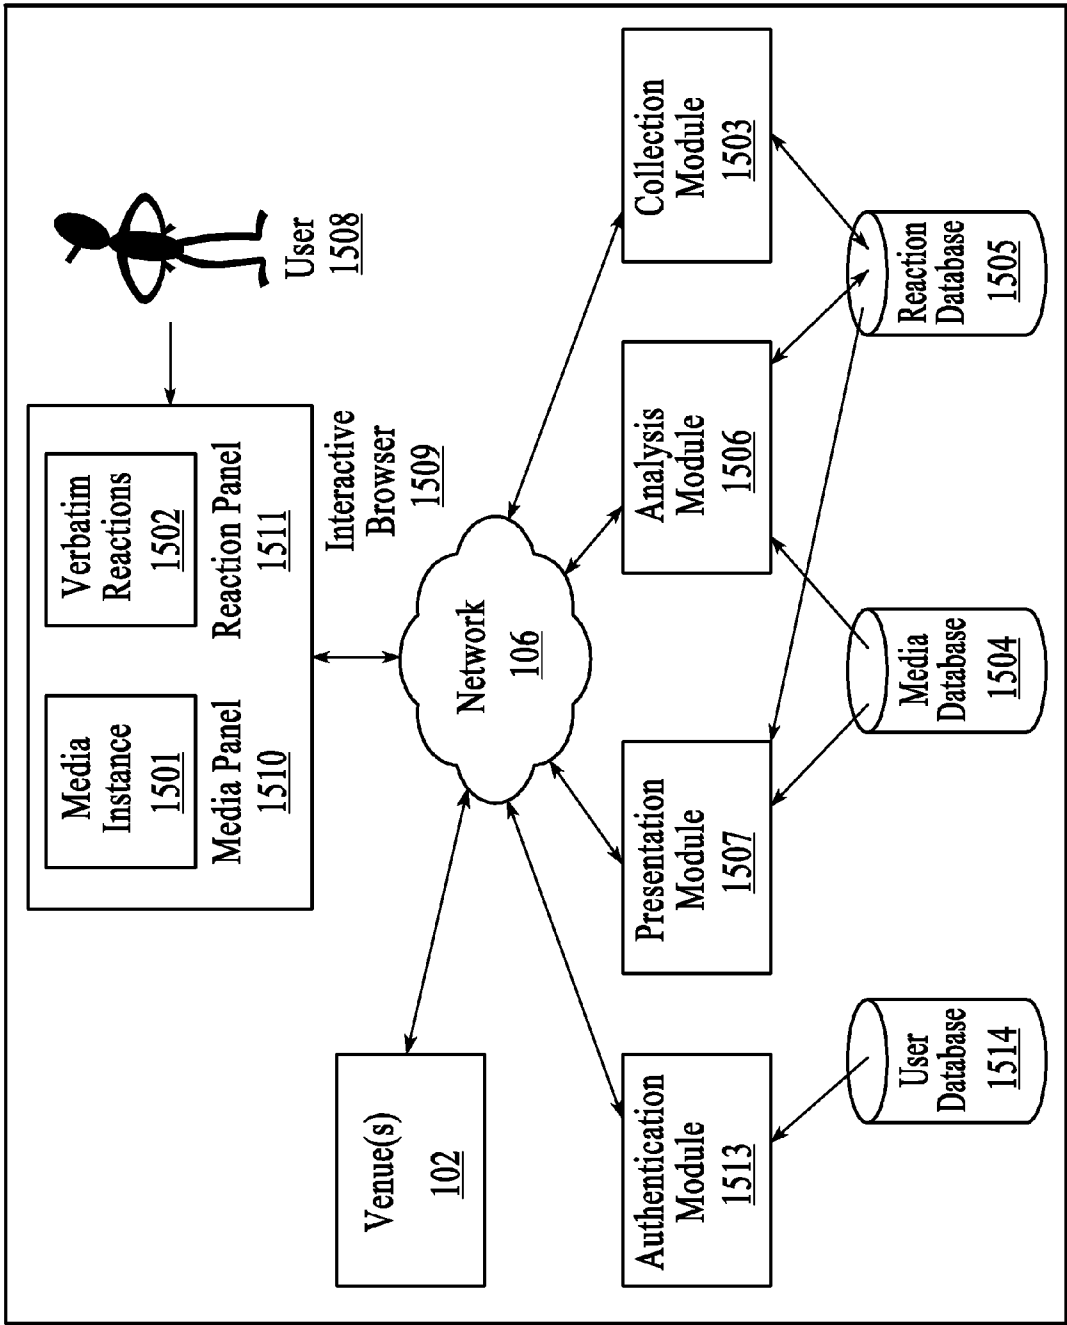 Media
Instance
1501
Media Panel
1510
Verbatim
Reactions
1502
Reaction Panel
1511
User
1508
Interactive
Browser
1509
Venue(s)
102
Network
106
Authentication
Module
1513
Presentation
Module
1507
Analysis
Module
1506
Collection
Module
1503
User
Database
1514
Media
Database
1504
Reaction
Database
1505